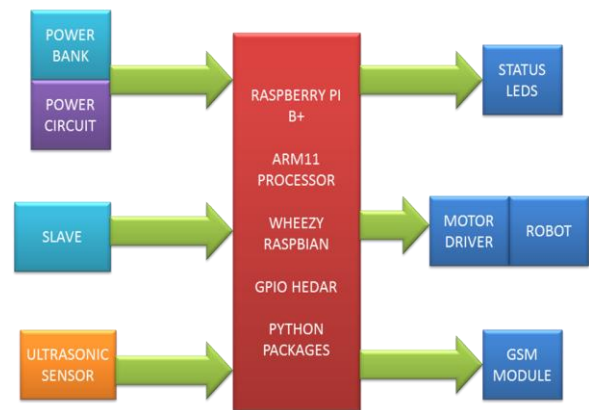 POWER
BANK
POWER
CIRCUIT
SLAVE
ULTRASONIC
SENSOR
RASPBERRY PI
B+
ARM11
PROCESSOR
WHEEZY
RASPBIAN
GPIO HEDAR
PYTHON
PACKAGES
STATUS
LEDS
MOTOR
DRIVER
ROBOT
GSM
MODULE